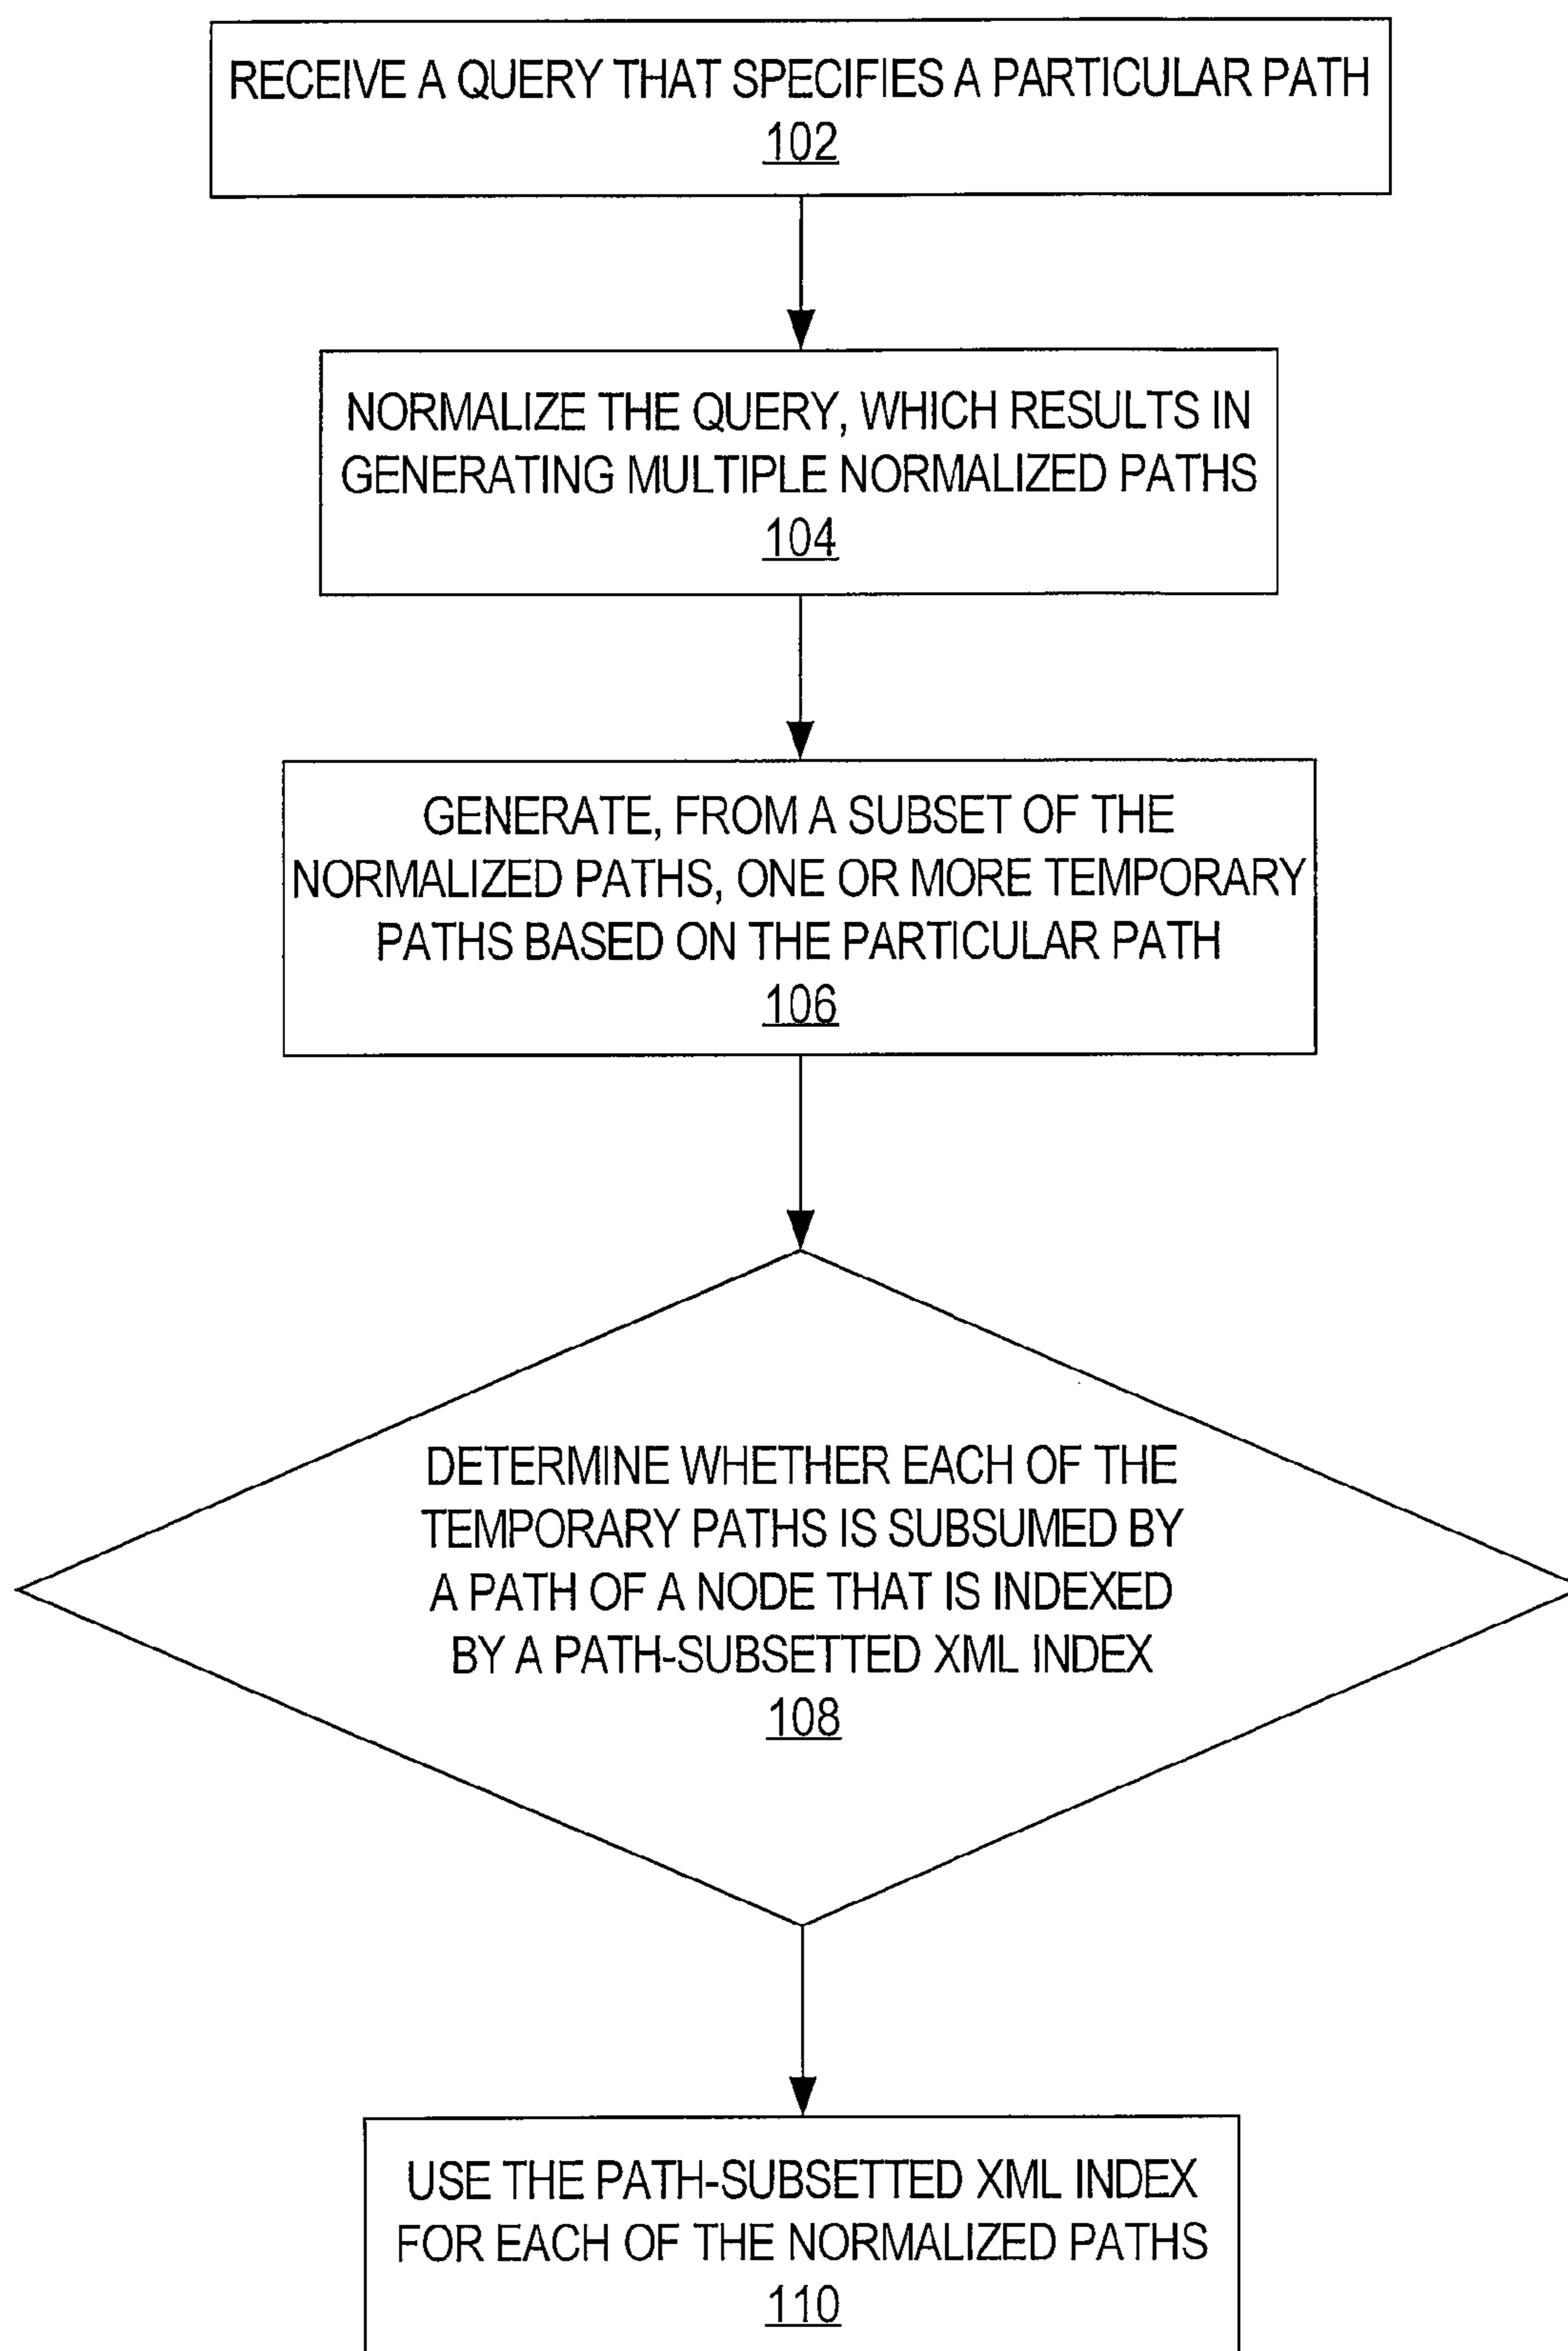 RECEIVE A QUERY THAT SPECIFIES A PARTICULAR PATH
102
NORMALIZE THE QUERY, WHICH RESULTS IN
GENERATING MULTIPLE NORMALIZED PATHS
104
GENERATE, FROM A SUBSET OF THE
NORMALIZED PATHS, ONE OR MORE TEMPORARY
PATHS BASED ON THE PARTICULAR PATH
106
DETERMINE WHETHER EACH OF THE
TEMPORARY PATHS IS SUBSUMED BY
A PATH OF A NODE THAT IS INDEXED
BY A PATH-SUBSETTED XML INDEX
108
USE THE PATH-SUBSETTED XML INDEX
FOR EACH OF THE NORMALIZED PATHS
110